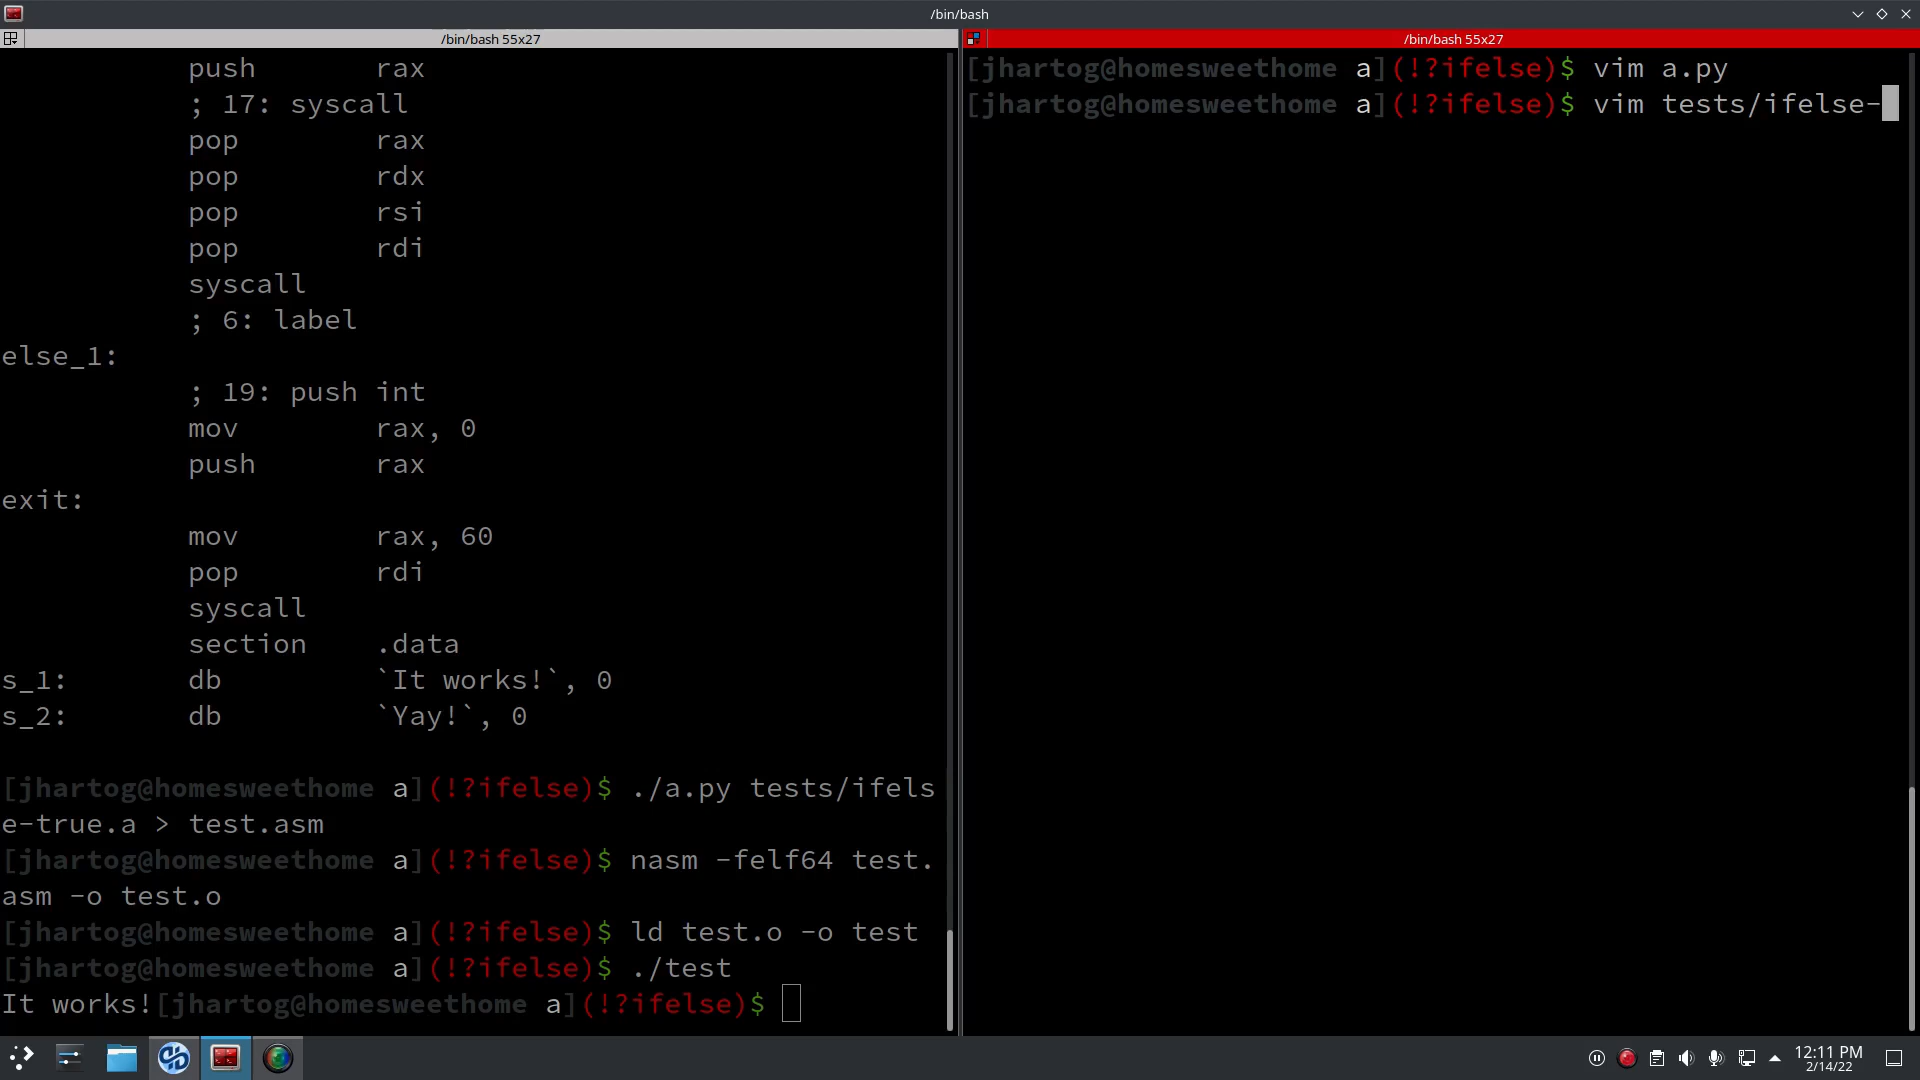 /bin/bash
/bin/bash 55x27
push rax
; 17: syscall
pop rax
pop rdx
pop rsi
pop rdi
syscall
; 6: label
else_1:
; 19: push int
mov rax, 0
push rax
exit:
mov rax, 60
pop rdi
syscall
section .data
s_1: db `It works!`, 0
s_2: db `Yay!`, 0
[jhartog@homesweethome a](!?ifelse)$ ./a.py tests/ifels
e-true.a > test.asm
[jhartog@homesweethome a](!?ifelse)$ nasm -felf64 test.
asm -o test.o
[jhartog@homesweethome a](!?ifelse)$ ld test.o -o test
[jhartog@homesweethome a](!?ifelse)$ ./test
It works![jhartog@homesweethome a](!?ifelse)$
/bin/bash 55x27
[jhartog@homesweethome a](!?ifelse)$ vim a.py
[jhartog@homesweethome a](!?ifelse)$ vim tests/ifelse-
12:11 PM
2/14/22